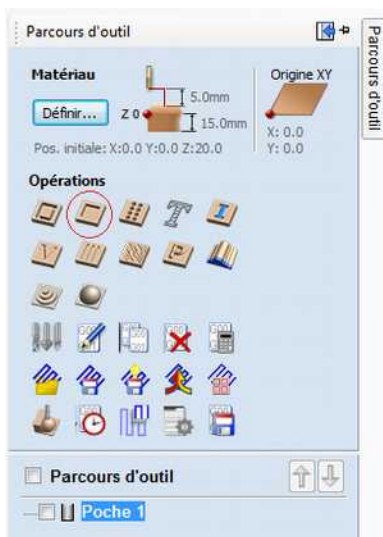 Parcours d'outil
Parcours d'outil
Matériau
Origine XY
5.0mm
Définir...
Z 0
15.0mm
X: 0.0
Pos. initiale: X:0.0 Y:0.0 Z:20.0
Y: 0.0
Opérations
Parcours d'outil
Poche 1